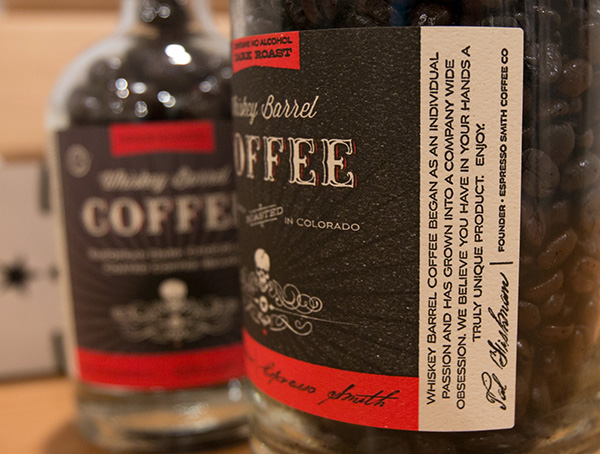 CONTAINS NO ALCOHOL
DARK ROAST
Whiskey Barrel
COFFEE
ROASTED IN COLORADO
Espresso Smith
WHISKEY BARREL COFFEE BEGAN AS AN INDIVIDUAL
PASSION AND HAS GROWN INTO A COMPANY WIDE
OBSESSION. WE BELIEVE YOU HAVE IN YOUR HANDS A
TRULY UNIQUE PRODUCT. ENJOY.
FOUNDER • ESPRESSO SMITH COFFEE CO
Whiskey Barrel
COFFEE